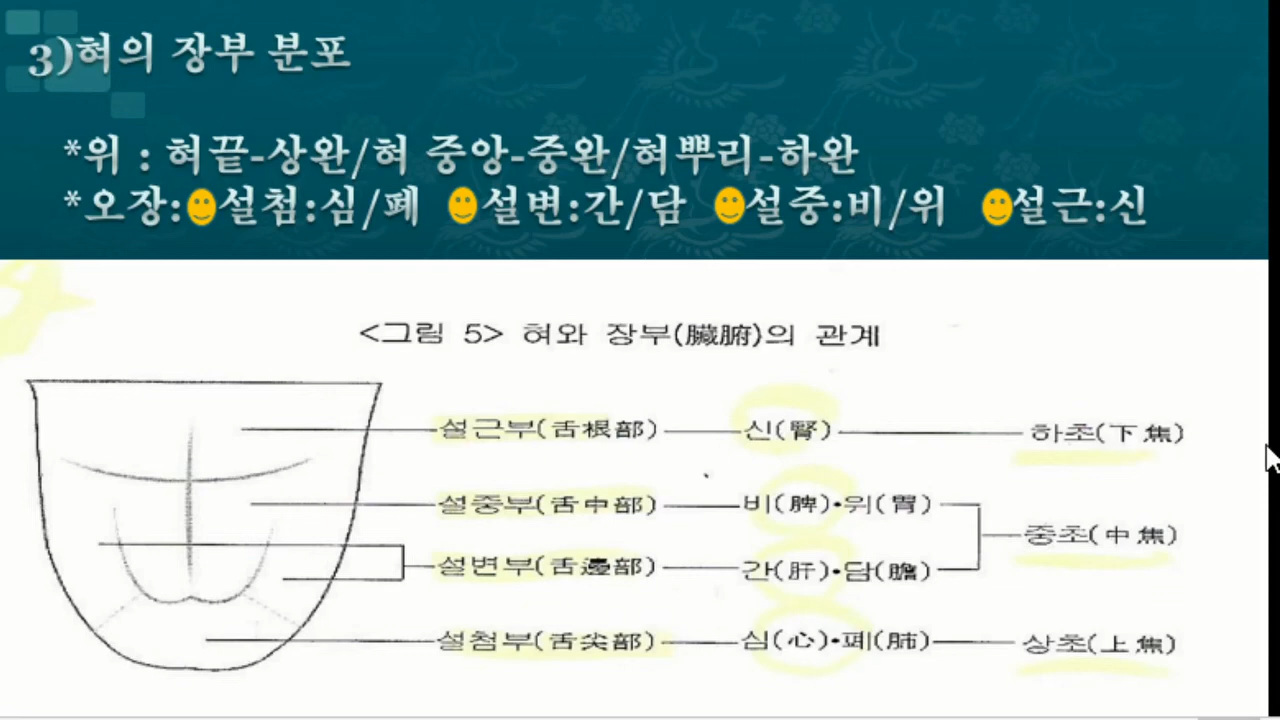 3)혀의 장부 분포
*위 : 혀끝-상완/혀 중앙-중완/혀뿌리-하완
*오장:설첨:심/폐 설변:간/담 설중:비/위 설근:신
<그림 5> 혀와 장부(臟腑)의 관계
설근부(舌根部) 신(腎) 하초(下焦)
설중부(舌中部) 비(脾)·위(胃)
중초(中焦)
설변부(舌邊部) 간(肝)·담(膽)
설첨부(舌尖部) 심(心)·폐(肺) 상초(上焦)